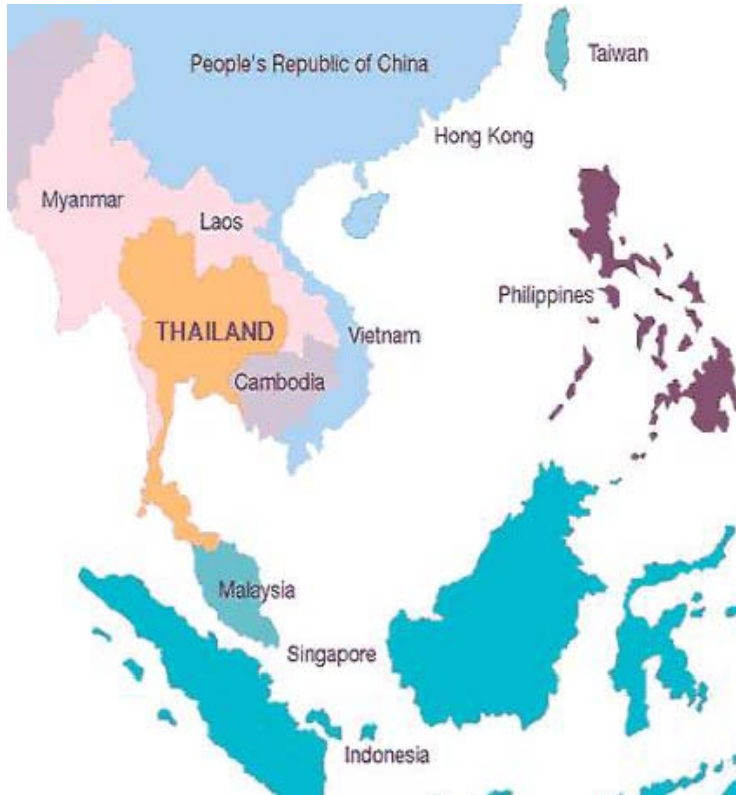 People's Republic of China
Taiwan
Hong Kong
Myanmar
Laos
Philippines
THAILAND
Vietnam
Cambodia
Malaysia
Singapore
Indonesia